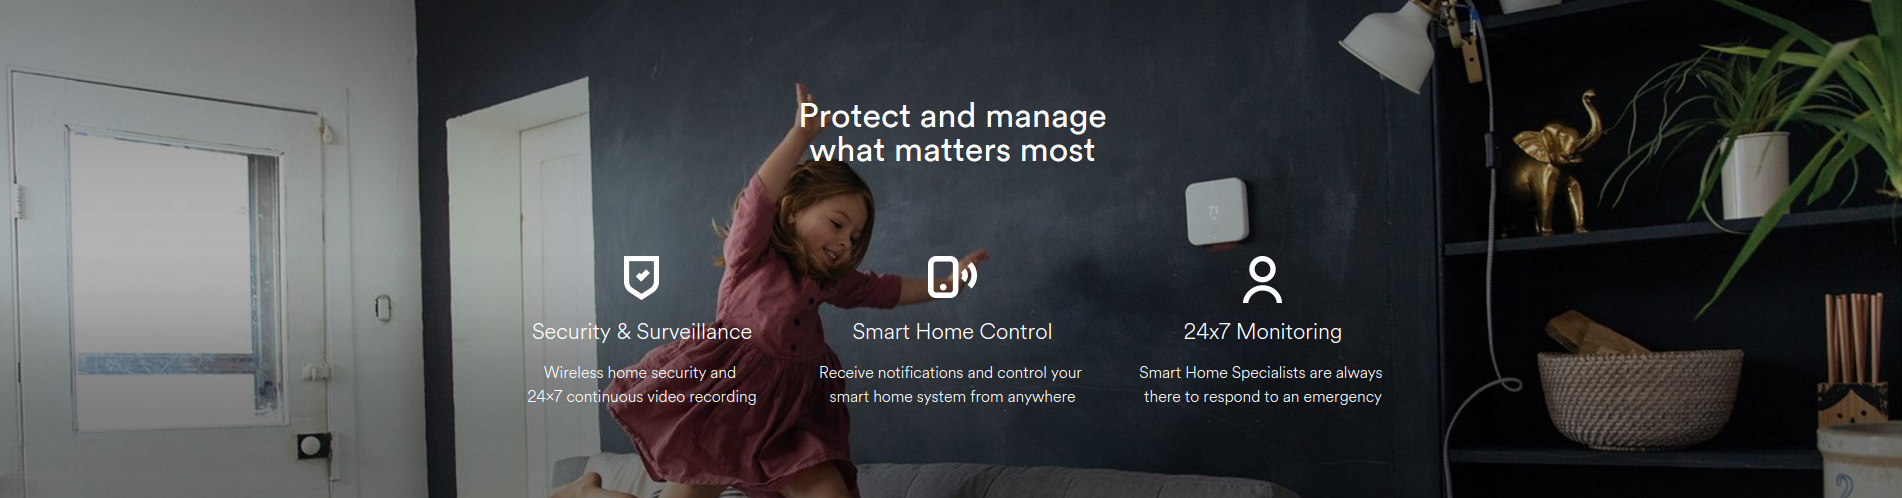 Protect and manage
what matters most
Security & Surveillance
Wireless home security and
24×7 continuous video recording
Smart Home Control
Receive notifications and control your
smart home system from anywhere
24x7 Monitoring
Smart Home Specialists are always
there to respond to an emergency
71